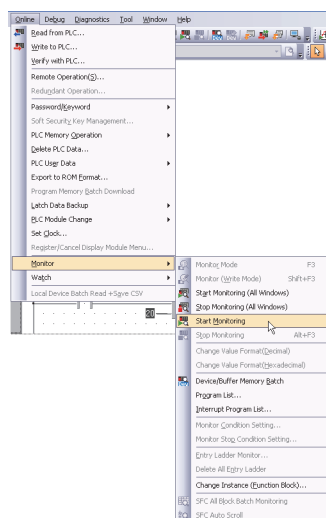 Online Debug Diagnostics Tool Window Help
Read from PLC...
Write to PLC...
Verify with PLC...
Remote Operation(S)...
Redundant Operation...
Password/Keyword
Soft Security Key Management...
PLC Memory Operation
Delete PLC Data...
PLC User Data
Export to ROM Format...
Program Memory Batch Download
Latch Data Backup
PLC Module Change
Set Clock...
Register/Cancel Display Module Menu...
Monitor
Watch
Local Device Batch Read +Save CSV
20
Monitor Mode F3
Monitor (Write Mode) Shift+F3
Start Monitoring (All Windows)
Stop Monitoring (All Windows)
Start Monitoring
Stop Monitoring Alt+F3
Change Value Format(Decimal)
Change Value Format(Hexadecimal)
Device/Buffer Memory Batch
Program List...
Interrupt Program List...
Monitor Condition Setting...
Monitor Stop Condition Setting...
Entry Ladder Monitor...
Delete All Entry Ladder
Change Instance (Function Block)...
SFC All Block Batch Monitoring
SFC Auto Scroll